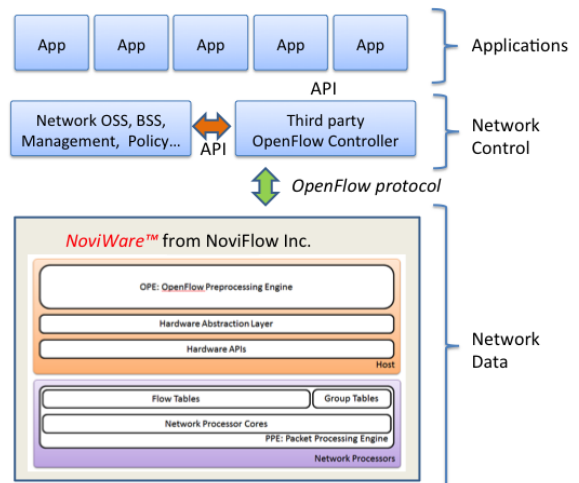 App
App
App
App
App
Applications
API
Network OSS, BSS,
Management, Policy...
API
Third party
OpenFlow Controller
Network
Control
OpenFlow protocol
NoviWare™ from NoviFlow Inc.
OPE: OpenFlow Preprocessing Engine
Hardware Abstraction Layer
Hardware APIs
Host
Network
Data
Flow Tables
Group Tables
Network Processor Cores
PPE: Packet Processing Engine
Network Processors